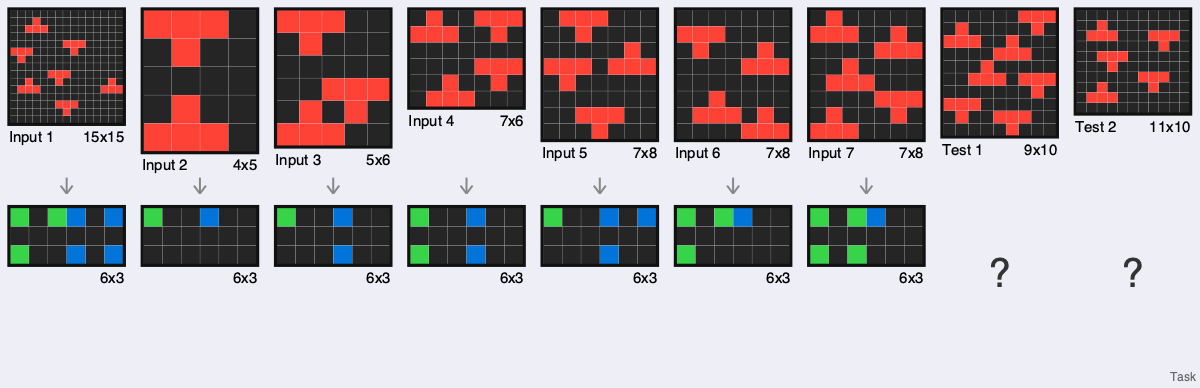 Input 1 15x15
Input 2 4x5
Input 3 5x6
Input 4 7x6
Input 5 7x8
Input 6 7x8
Input 7 7x8
Test 1 9x10
Test 2 11x10
6x3
6x3
6x3
6x3
6x3
6x3
6x3
?
?
Task